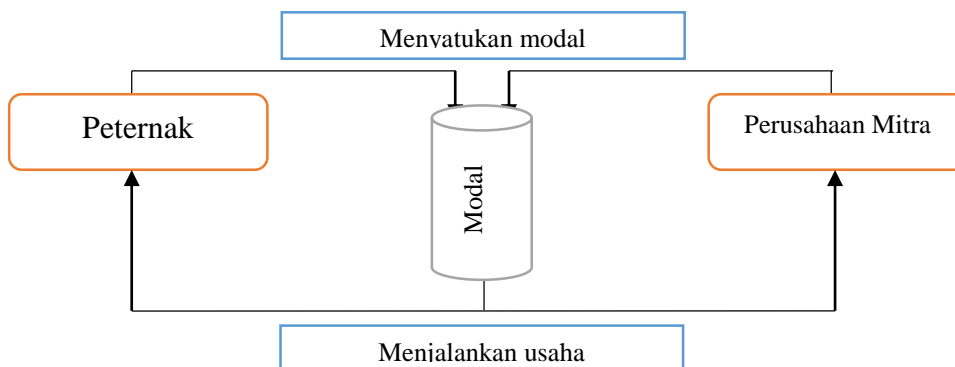 Menyatukan modal
Peternak
Perusahaan Mitra
Modal
Menjalankan usaha